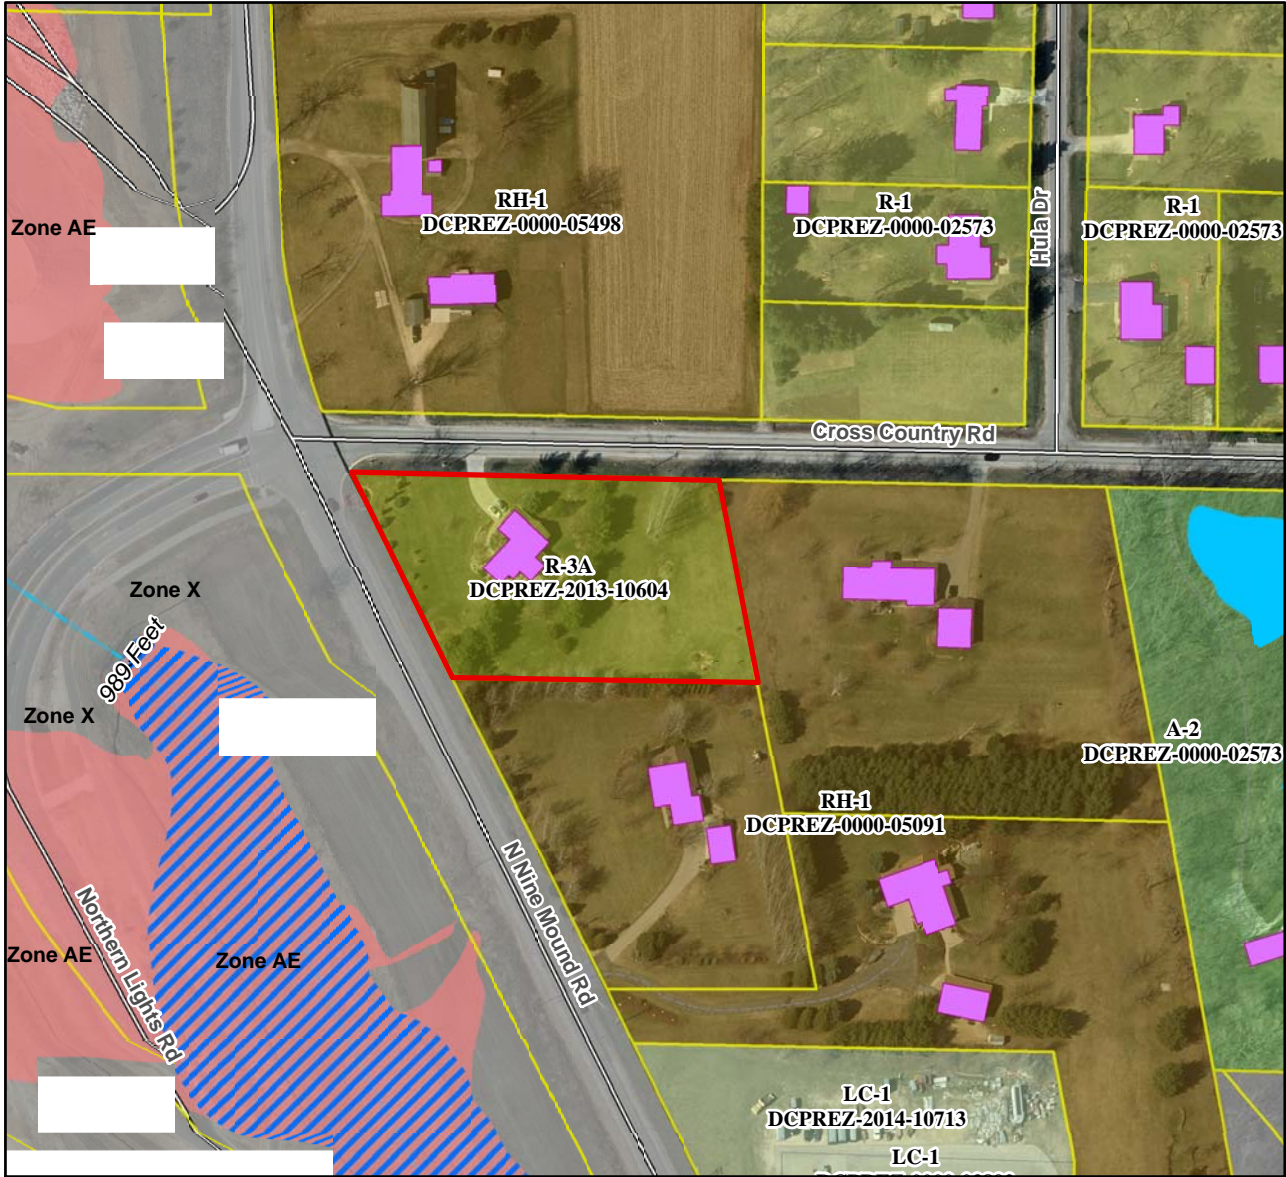 RH-1
DCPREZ-0000-05498
R-1
DCPREZ-0000-02573
Hula Dr
R-1
DCPREZ-0000-02573
Zone AE
Cross Country Rd
R-3A
DCPREZ-2013-10604
Zone X
989 Feet
Zone X
A-2
DCPREZ-0000-02573
RH-1
DCPREZ-0000-05091
N Nine Mound Rd
Northern Lights Rd
Zone AE
Zone AE
LC-1
DCPREZ-2014-10713
LC-1